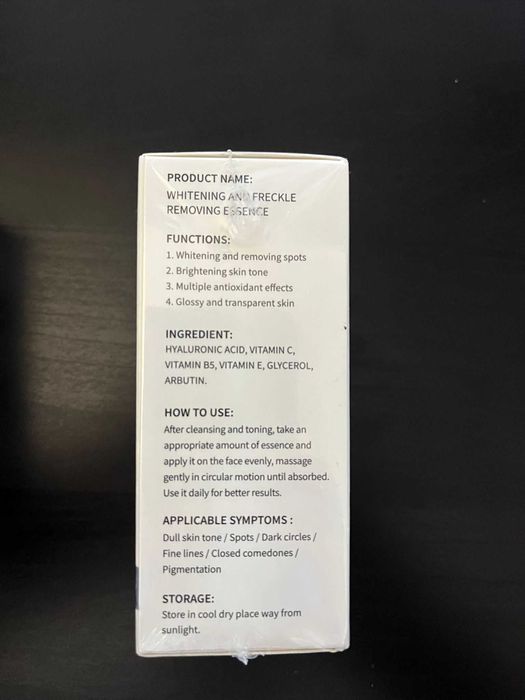 PRODUCT NAME:
WHITENING AND FRECKLE
REMOVING ESSENCE
FUNCTIONS:
1. Whitening and removing spots
2. Brightening skin tone
3. Multiple antioxidant effects
4. Glossy and transparent skin
INGREDIENT:
HYALURONIC ACID, VITAMIN C,
VITAMIN B5, VITAMIN E, GLYCEROL,
ARBUTIN.
HOW TO USE:
After cleansing and toning, take an
appropriate amount of essence and
apply it on the face evenly, massage
gently in circular motion until absorbed.
Use it daily for better results.
APPLICABLE SYMPTOMS :
Dull skin tone / Spots / Dark circles /
Fine lines / Closed comedones /
Pigmentation
STORAGE:
Store in cool dry place way from
sunlight.